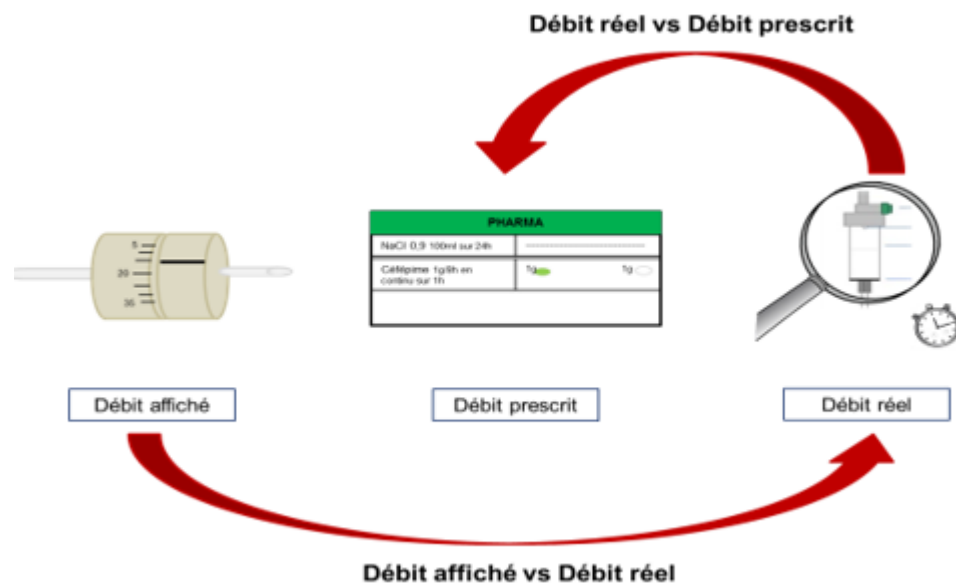 Débit réel vs Débit prescrit
PHARMA
NaCl 0,9 100ml sur 24h
Céfépime 1g/8h en
continu sur 1h
1g 1g
5
20
35
Débit affiché
Débit prescrit
Débit réel
Débit affiché vs Débit réel